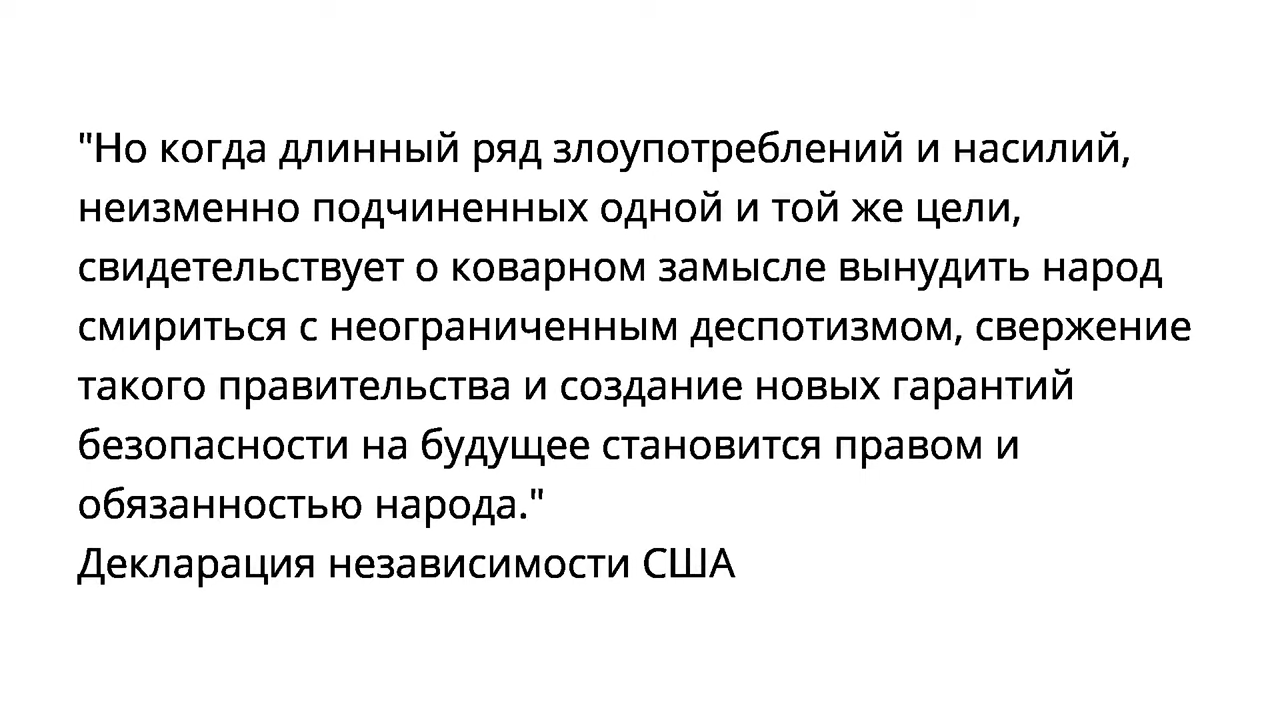 "Но когда длинный ряд злоупотреблений и насилий,
неизменно подчиненных одной и той же цели,
свидетельствует о коварном замысле вынудить народ
смириться с неограниченным деспотизмом, свержение
такого правительства и создание новых гарантий
безопасности на будущее становится правом и
обязанностью народа."
Декларация независимости США